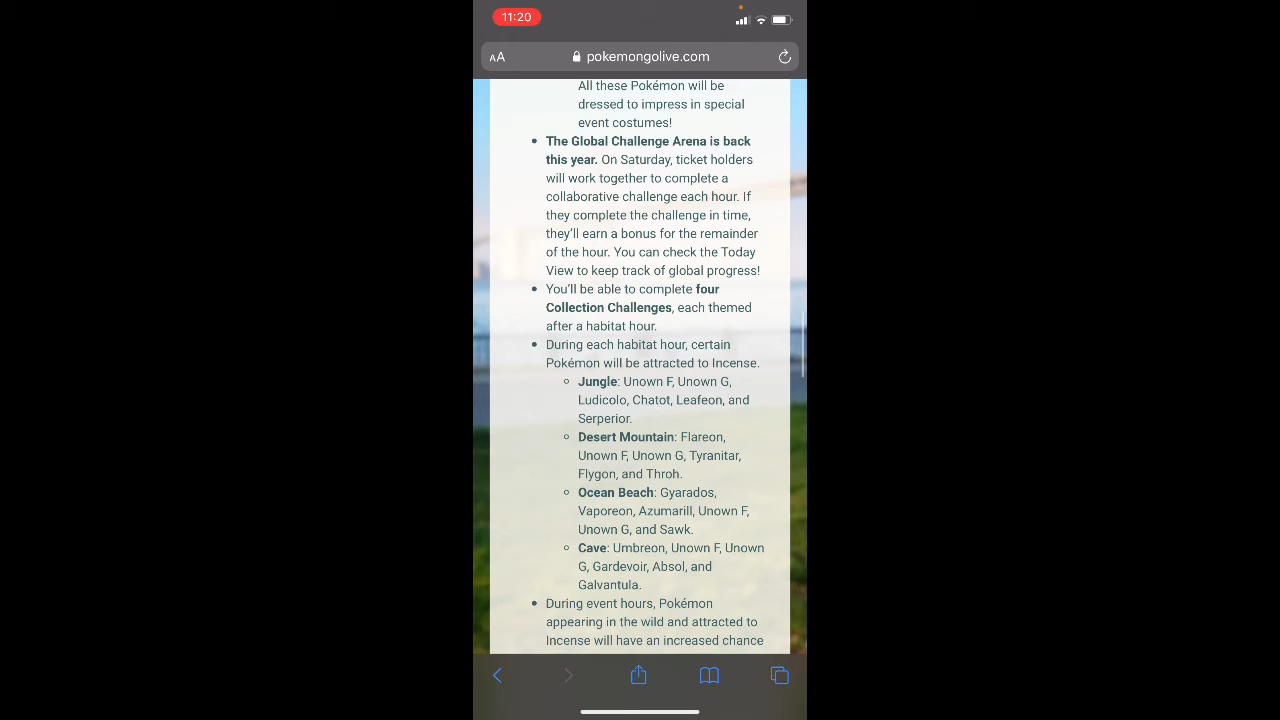 11:20
AA
pokemongolive.com
All these Pokémon will be
dressed to impress in special
event costumes!
• The Global Challenge Arena is back
this year. On Saturday, ticket holders
will work together to complete a
collaborative challenge each hour. If
they complete the challenge in time,
they'll earn a bonus for the remainder
of the hour. You can check the Today
View to keep track of global progress!
• You'll be able to complete four
Collection Challenges, each themed
after a habitat hour.
• During each habitat hour, certain
Pokémon will be attracted to Incense.
◦ Jungle: Unown F, Unown G,
Ludicolo, Chatot, Leafeon, and
Serperior.
◦ Desert Mountain: Flareon,
Unown F, Unown G, Tyranitar,
Flygon, and Throh.
◦ Ocean Beach: Gyarados,
Vaporeon, Azumarill, Unown F,
Unown G, and Sawk.
◦ Cave: Umbreon, Unown F, Unown
G, Gardevoir, Absol, and
Galvantula.
• During event hours, Pokémon
appearing in the wild and attracted to
Incense will have an increased chance